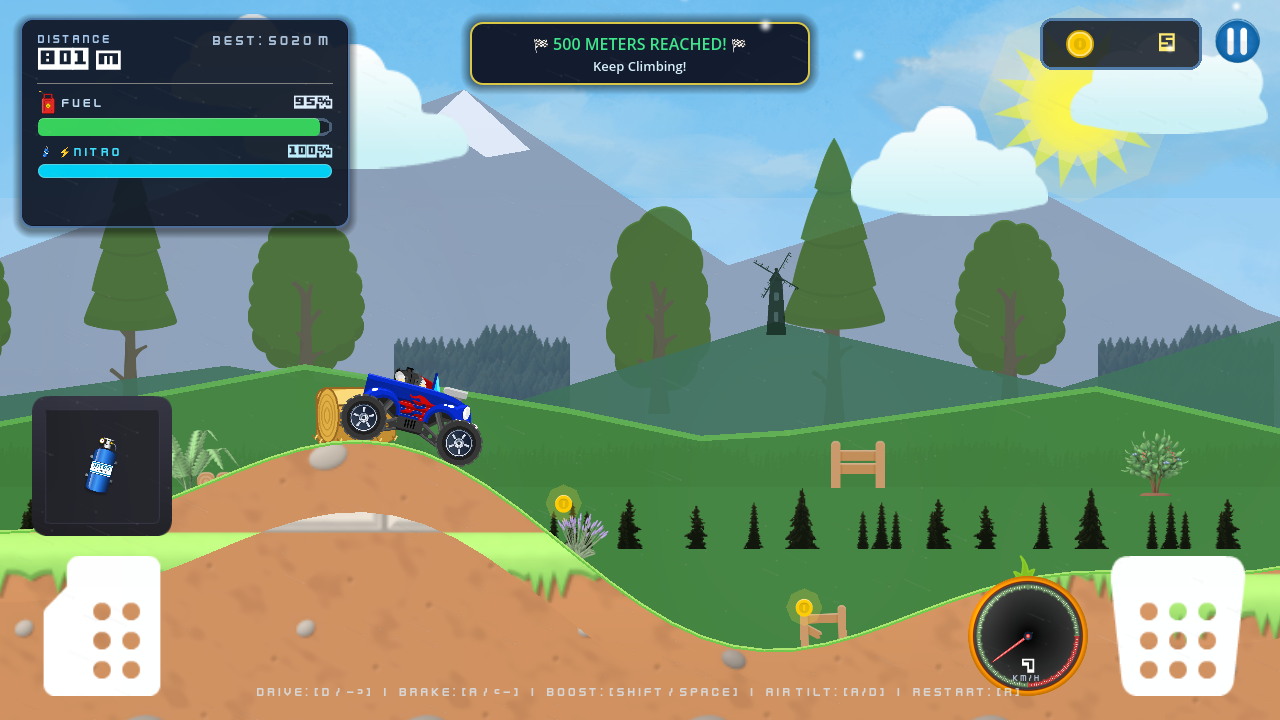 DISTANCE
BEST: 5020 M
801 m
FUEL
95%
NITRO
100%
500 METERS REACHED!
Keep Climbing!
5
7
KM/H
DRIVE: [D / ->] | BRAKE: [A / <-] | BOOST: [SHIFT / SPACE] | AIR TILT: [A/D] | RESTART: [R]